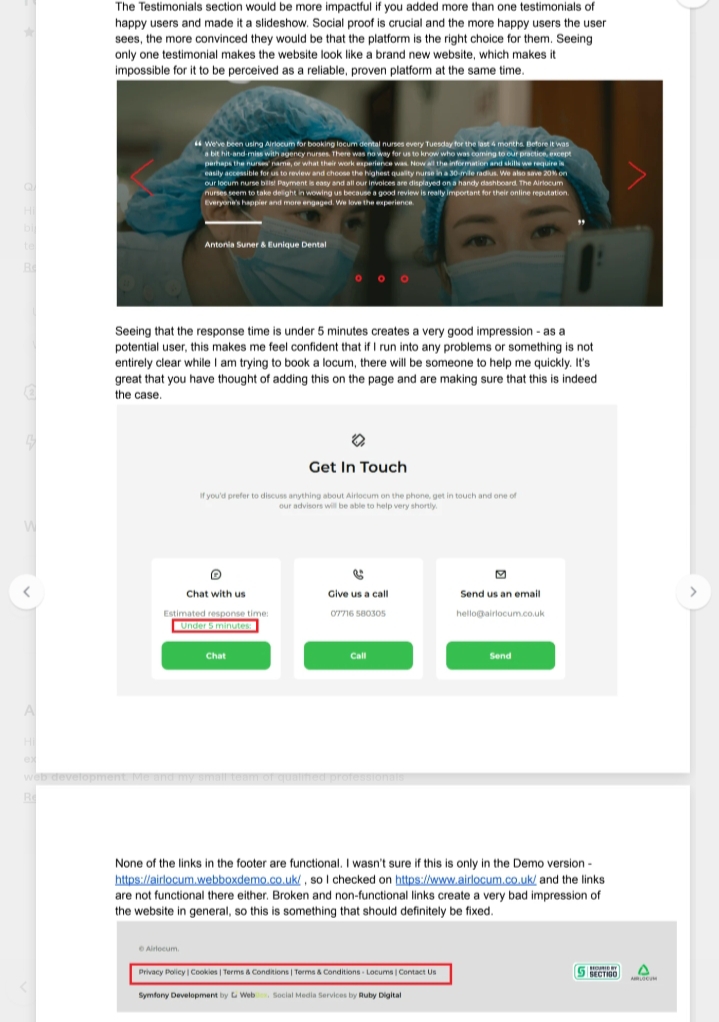 The Testimonials section would be more impactful if you added more than one testimonials of
happy users and made it a slideshow. Social proof is crucial and the more happy users the user
sees, the more convinced they would be that the platform is the right choice for them. Seeing
only one testimonial makes the website look like a brand new website, which makes it
impossible for it to be perceived as a reliable, proven platform at the same time.
“ We've been using Airlocum for booking locum dental nurses every Tuesday for the last 4 months. Before it was
a bit hit-and-miss with agency nurses. There was no way for us to know who was coming to our practice, except
perhaps the nurses' name, or what their work experience was. Now all the information and skills we require is
easily accessible for us to review and choose the highest quality nurse in a 30-mile radius. We also save 20% on
our locum nurse bills! Payment is easy and all our invoices are displayed on a handy dashboard. The Airlocum
nurses seem to take delight in wowing us because a good review is really important for their online reputation.
Everyone's happier and more engaged. We love the experience.
”
Antonia Suner & Eunique Dental
Seeing that the response time is under 5 minutes creates a very good impression - as a
potential user, this makes me feel confident that if I run into any problems or something is not
entirely clear while I am trying to book a locum, there will be someone to help me quickly. It's
great that you have thought of adding this on the page and are making sure that this is indeed
the case.
Get In Touch
If you'd prefer to discuss anything about Airlocum on the phone, get in touch and one of
our advisors will be able to help very shortly.
Chat with us
Estimated response time:
Under 5 minutes.
Chat
Give us a call
07716 580305
Call
Send us an email
hello@airlocum.co.uk
Send
web development. Me and my small team of qualified professionals
None of the links in the footer are functional. I wasn't sure if this is only in the Demo version -
https://airlocum.webboxdemo.co.uk/ , so I checked on https://www.airlocum.co.uk/ and the links
are not functional there either. Broken and non-functional links create a very bad impression of
the website in general, so this is something that should definitely be fixed.
© Airlocum.
Privacy Policy | Cookies | Terms & Conditions | Terms & Conditions - Locums | Contact Us
Symfony Development by Web Social Media Services by Ruby Digital
SECURED BY
SECTIGO
AIRLOCUM